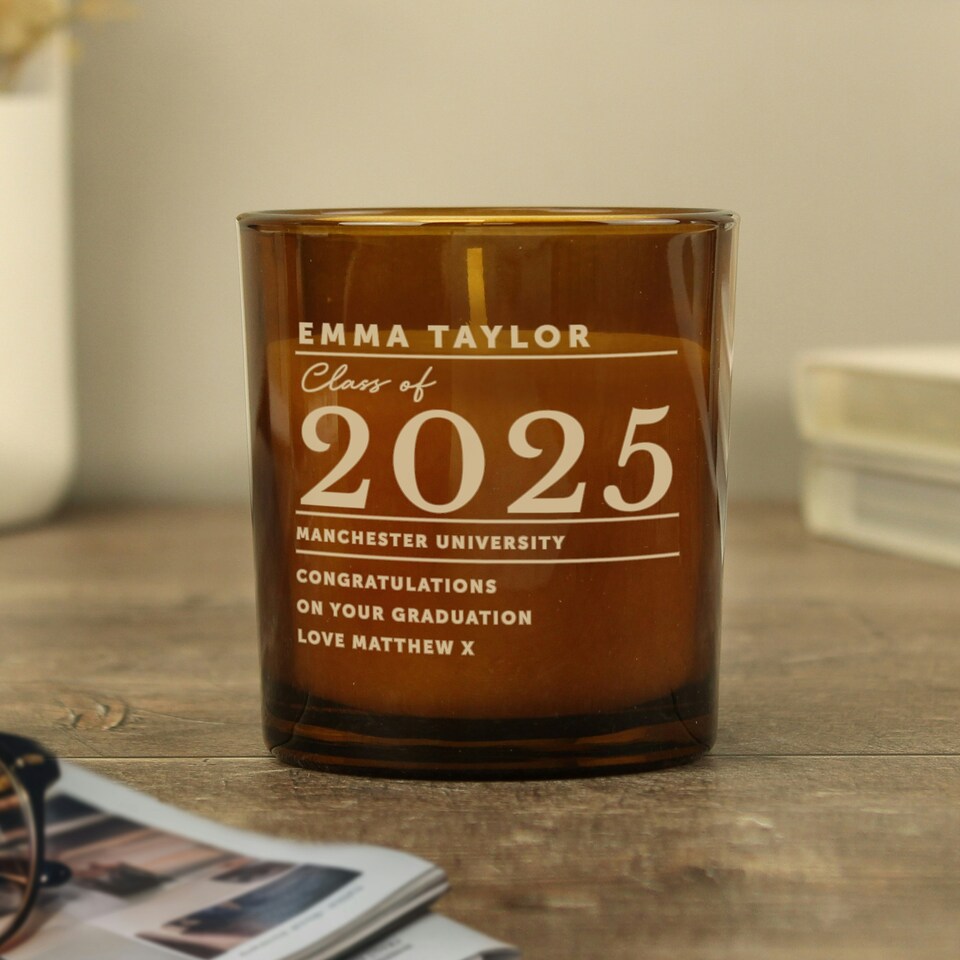 EMMA TAYLOR
Class of
2025
MANCHESTER UNIVERSITY
CONGRATULATIONS
ON YOUR GRADUATION
LOVE MATTHEW X